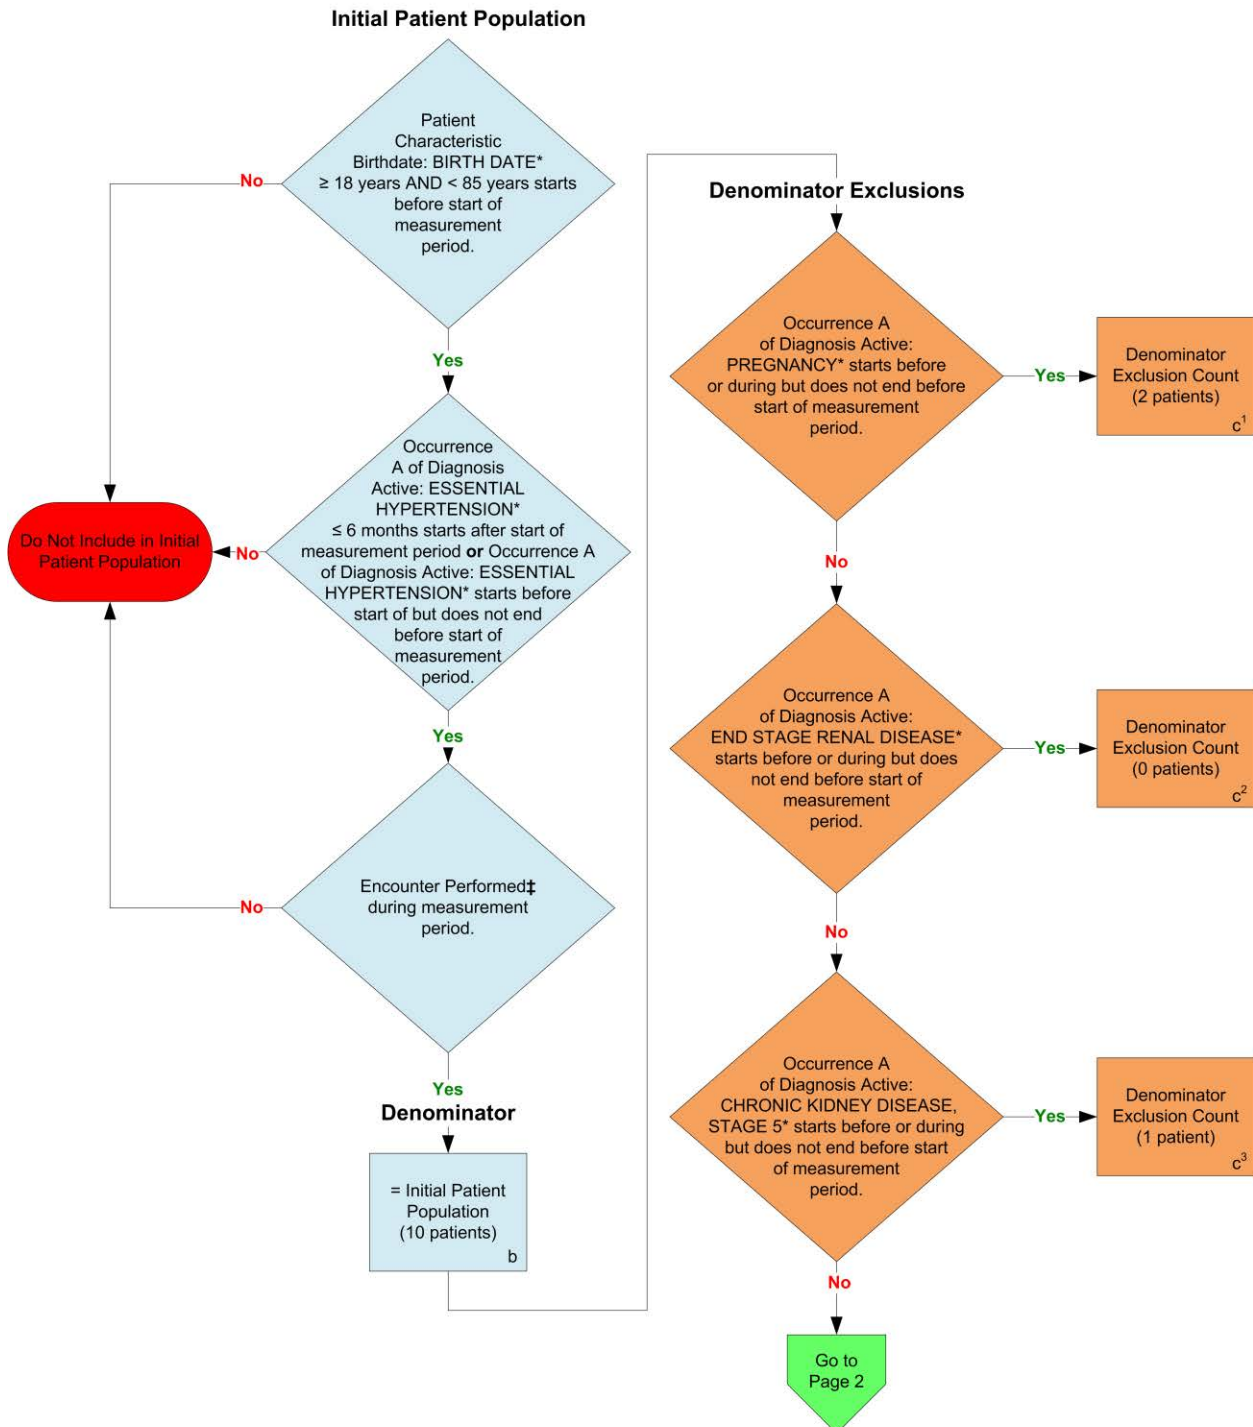 Initial Patient Population
Patient
Characteristic
Birthdate: BIRTH DATE*
≥ 18 years AND < 85 years starts
before start of
measurement
period.
No
Yes
Occurrence
A of Diagnosis
Active: ESSENTIAL
HYPERTENSION*
≤ 6 months starts after start of
measurement period or Occurrence A
of Diagnosis Active: ESSENTIAL
HYPERTENSION* starts before
start of but does not end
before start of
measurement
period.
No
Do Not Include in Initial
Patient Population
Yes
Encounter Performed‡
during measurement
period.
No
Yes
Denominator
= Initial Patient
Population
(10 patients)
b
Denominator Exclusions
Occurrence A
of Diagnosis Active:
PREGNANCY* starts before
or during but does not end before
start of measurement
period.
Yes
Denominator
Exclusion Count
(2 patients)
c¹
No
Occurrence A
of Diagnosis Active:
END STAGE RENAL DISEASE*
starts before or during but does
not end before start of
measurement
period.
Yes
Denominator
Exclusion Count
(0 patients)
c²
No
Occurrence A
of Diagnosis Active:
CHRONIC KIDNEY DISEASE,
STAGE 5* starts before or during
but does not end before start
of measurement
period.
Yes
Denominator
Exclusion Count
(1 patient)
c³
No
Go to
Page 2